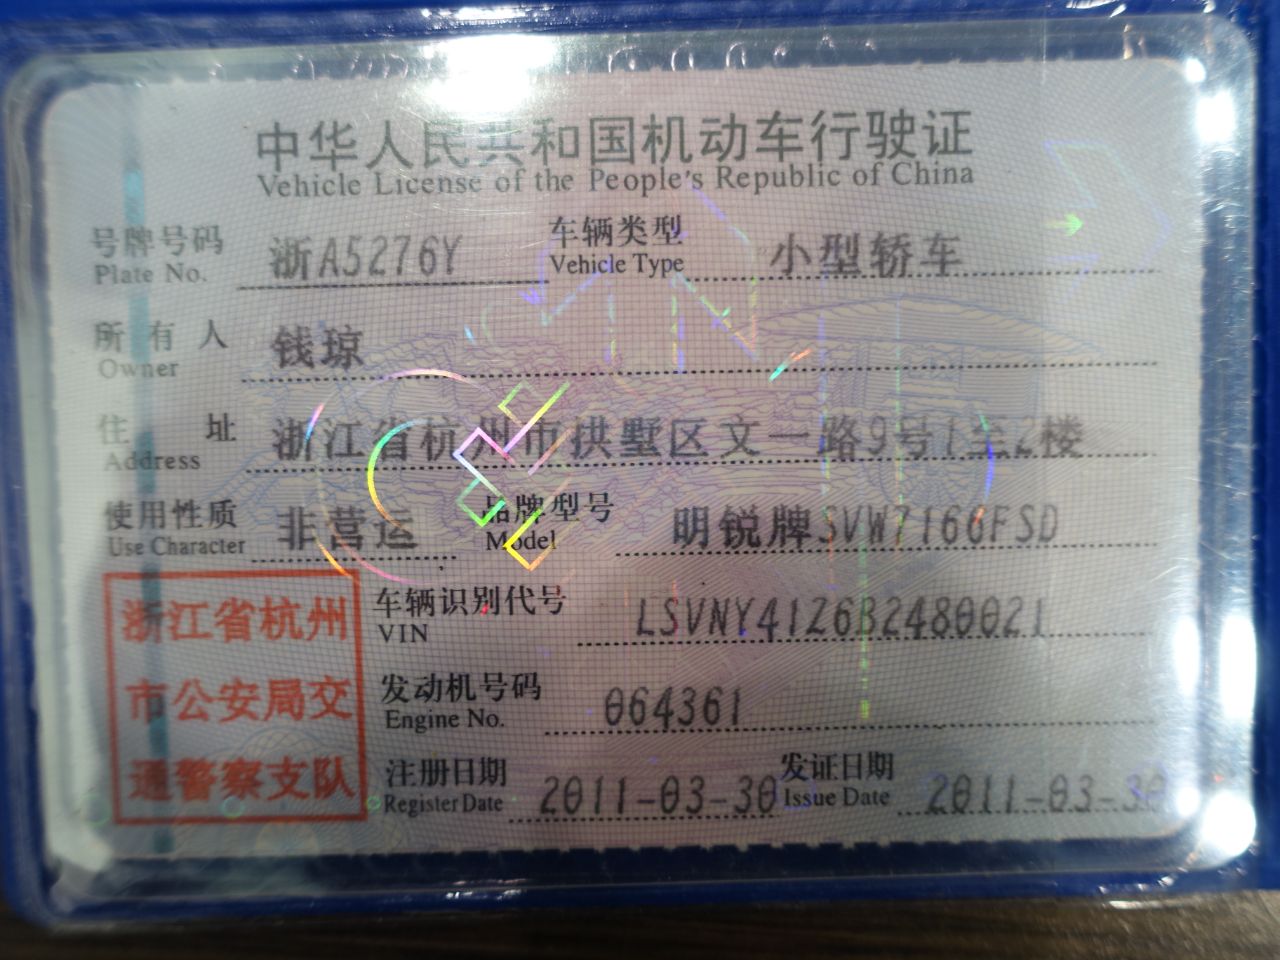 中华人民共和国机动车行驶证
Vehicle License of the People's Republic of China
号牌号码 浙A5276Y 车辆类型 小型轿车
Plate No. Vehicle Type
所有人 钱琼
Owner
住址 浙江省杭州市拱墅区文一路9号1至2楼
Address
使用性质 非营运 品牌型号 明锐牌SVW7166FSD
Use Character Model
车辆识别代号 LSVNY41Z6B2480021
VIN
发动机号码 064361
Engine No.
注册日期 2011-03-30 发证日期 2011-03-30
Register Date Issue Date
浙江省杭州
市公安局交
通警察支队